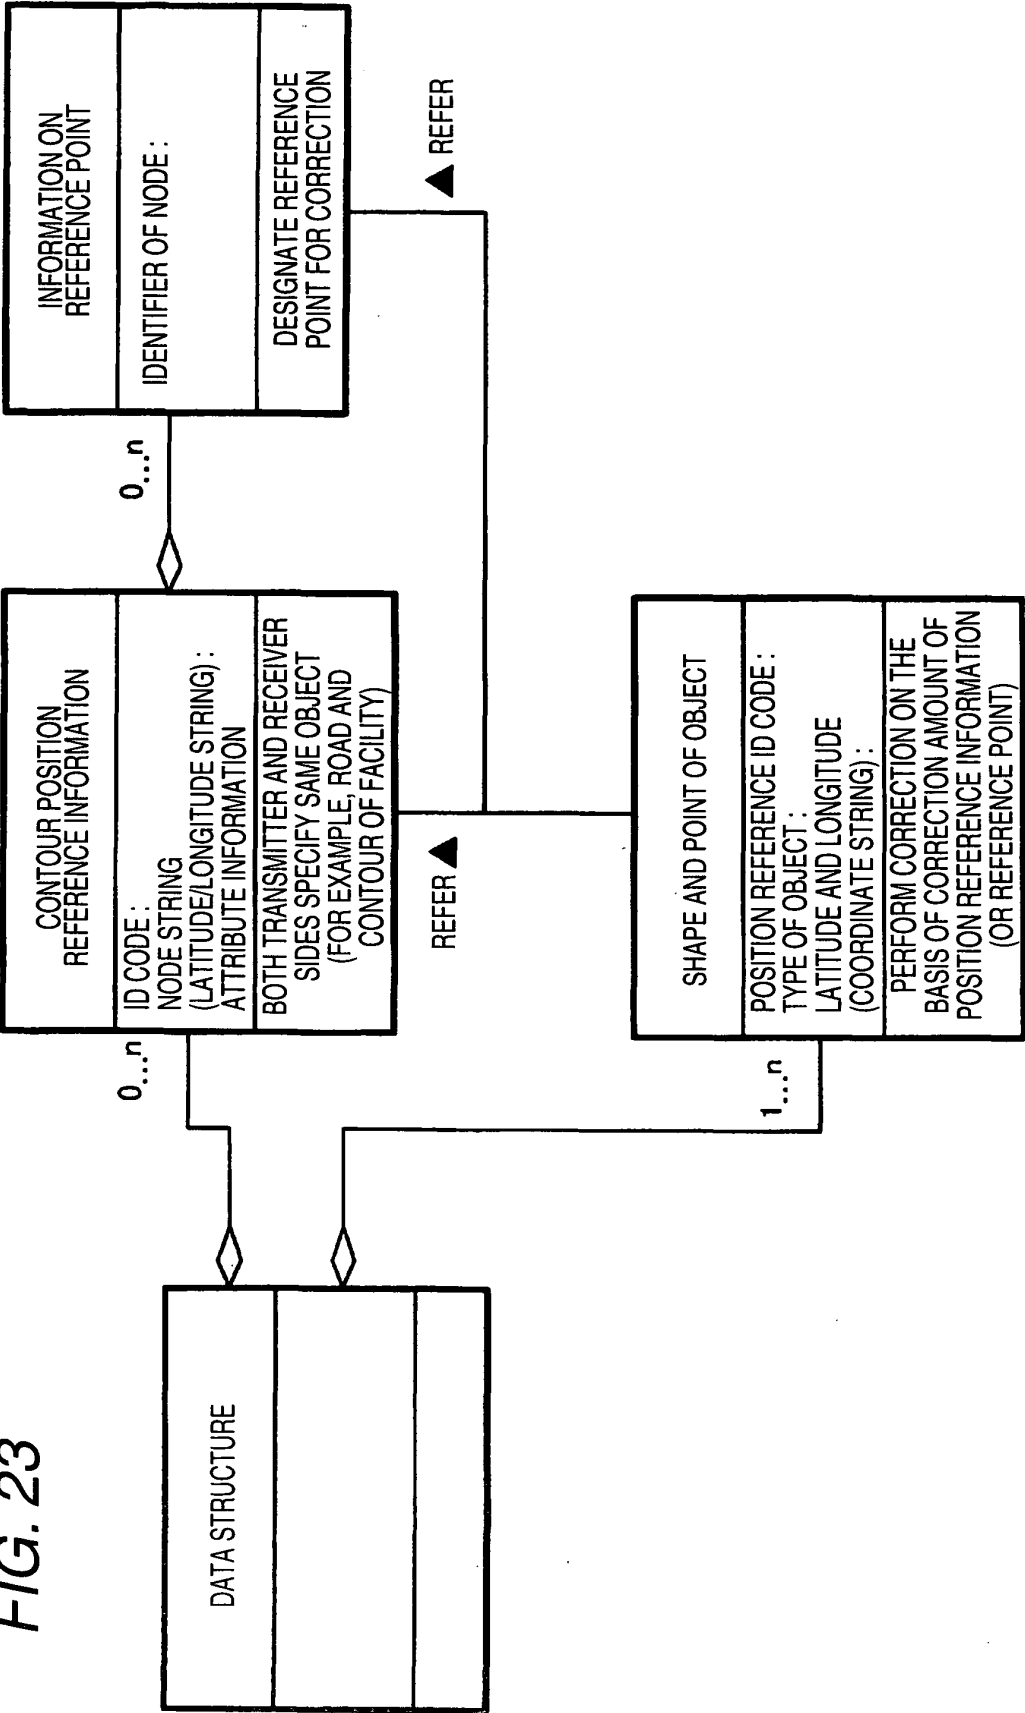 FIG. 23
DATA STRUCTURE
0...n
1...n
CONTOUR POSITION
REFERENCE INFORMATION
ID CODE :
NODE STRING
(LATITUDE/LONGITUDE STRING) :
ATTRIBUTE INFORMATION
BOTH TRANSMITTER AND RECEIVER
SIDES SPECIFY SAME OBJECT
(FOR EXAMPLE, ROAD AND
CONTOUR OF FACILITY)
REFER ▲
SHAPE AND POINT OF OBJECT
POSITION REFERENCE ID CODE :
TYPE OF OBJECT :
LATITUDE AND LONGITUDE
(COORDINATE STRING) :
PERFORM CORRECTION ON THE
BASIS OF CORRECTION AMOUNT OF
POSITION REFERENCE INFORMATION
(OR REFERENCE POINT)
0...n
INFORMATION ON
REFERENCE POINT
IDENTIFIER OF NODE :
DESIGNATE REFERENCE
POINT FOR CORRECTION
▲ REFER